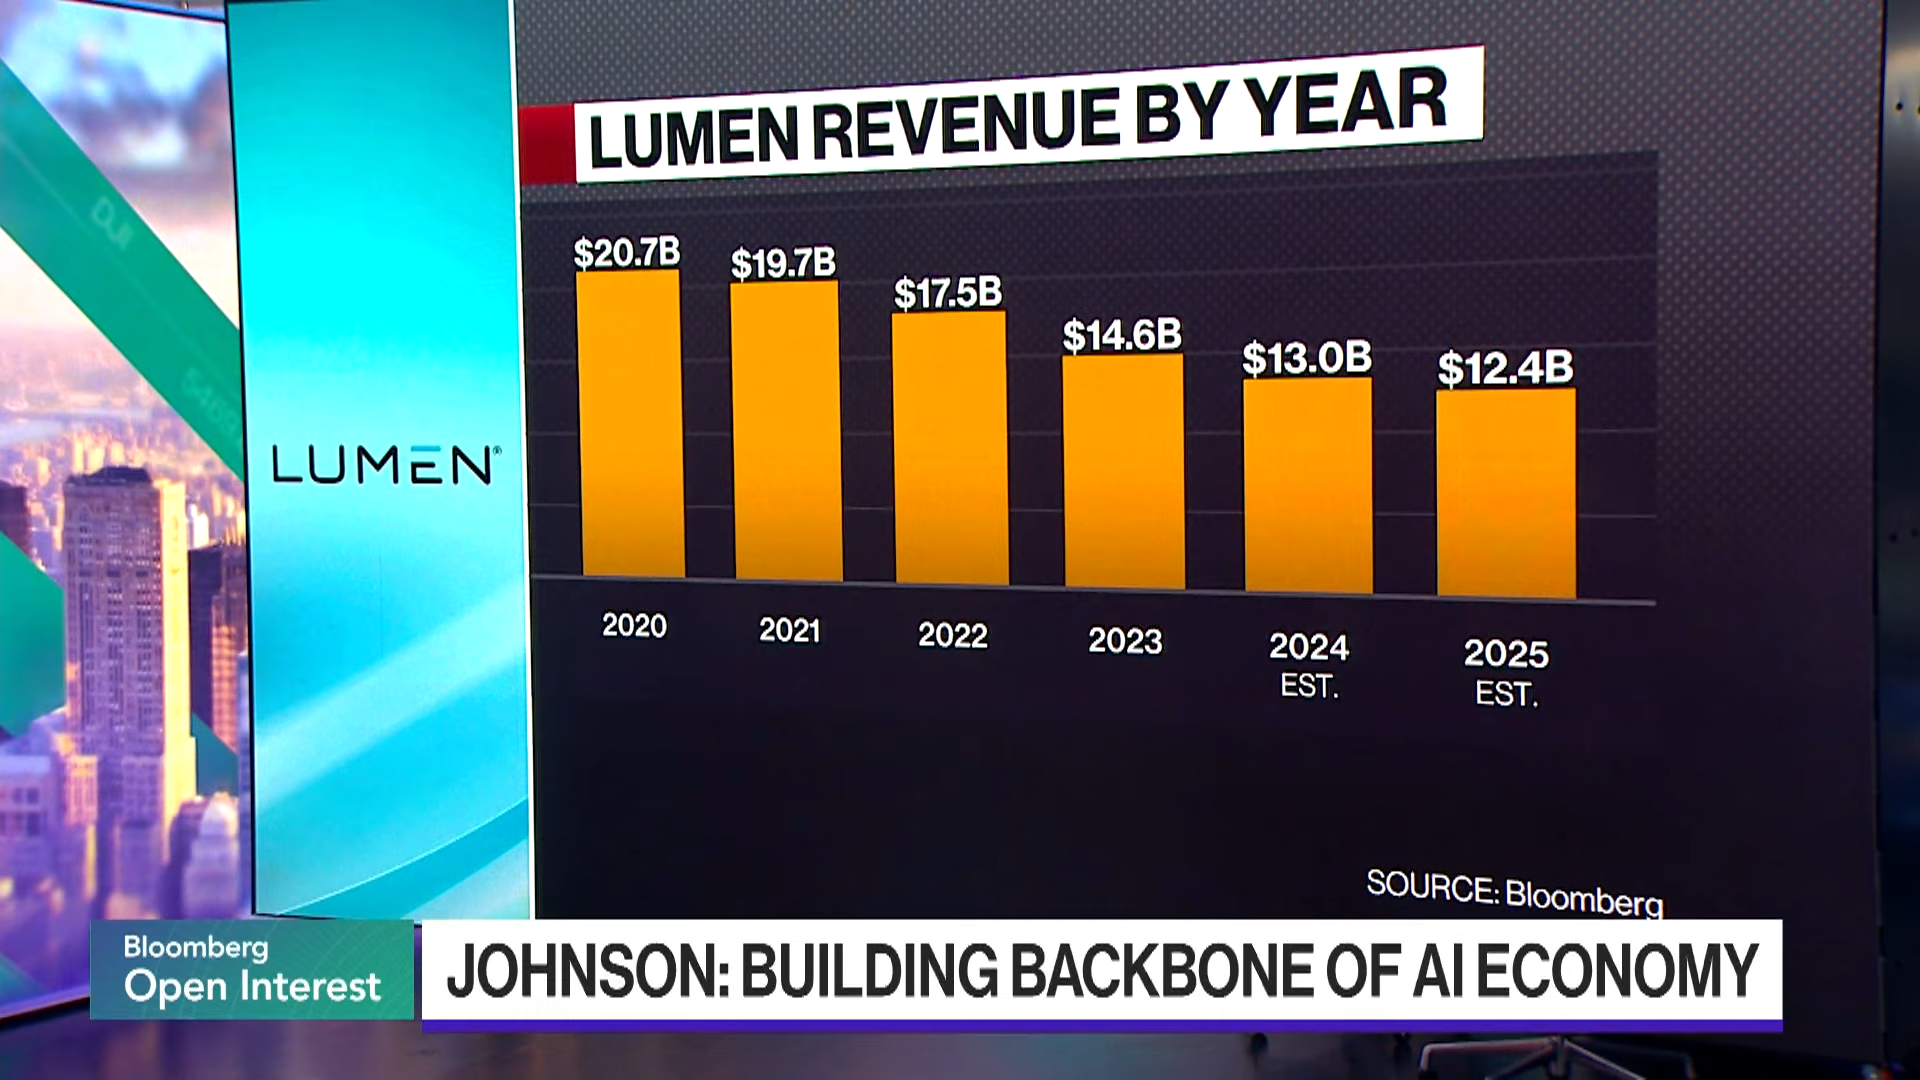 DJI
LUMEN®
LUMEN REVENUE BY YEAR
$20.7B
$19.7B
$17.5B
$14.6B
$13.0B
$12.4B
2020
2021
2022
2023
2024
EST.
2025
EST.
SOURCE: Bloomberg
Bloomberg
Open Interest
JOHNSON: BUILDING BACKBONE OF AI ECONOMY